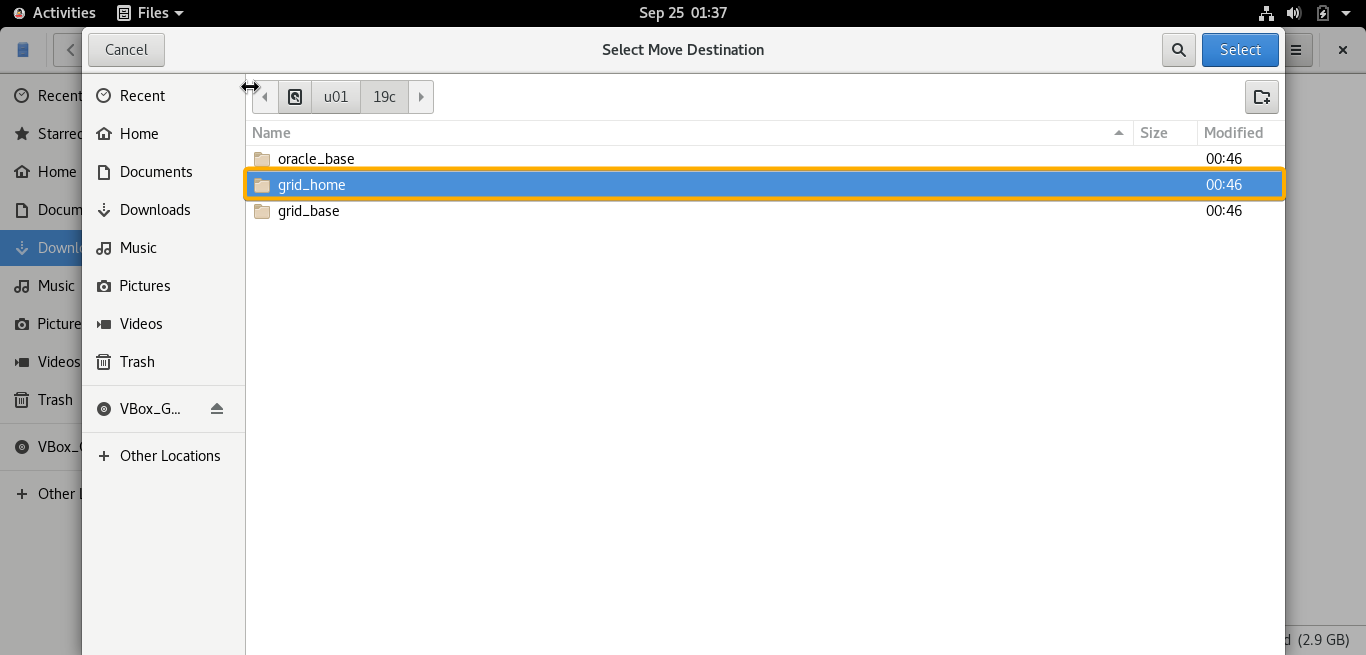 Activities Files Sep 25 01:37
Cancel Select Move Destination Select
Recent
Starred
Home
Docum
Downl
Music
Picture
Videos
Trash
VBox_
Other
Recent
Home
Documents
Downloads
Music
Pictures
Videos
Trash
VBox_G...
Other Locations
u01 19c
Name Size Modified
oracle_base 00:46
grid_home 00:46
grid_base 00:46
(2.9 GB)